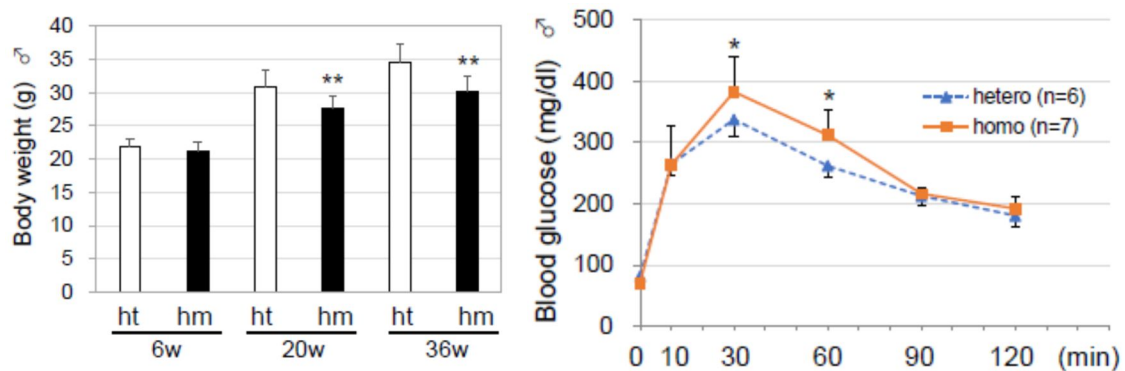 Body weight (g) ♂
40
35
30
25
20
15
10
5
0
**
**
ht hm ht hm ht hm
6w 20w 36w
Blood glucose (mg/dl) ♂
500
400
300
200
100
0
*
*
hetero (n=6)
homo (n=7)
0 10 30 60 90 120 (min)